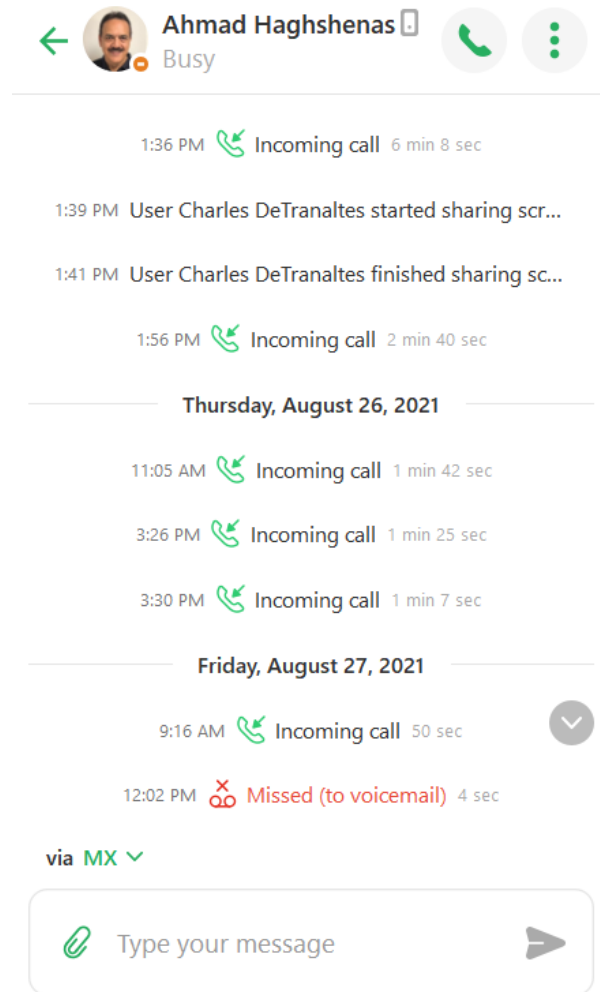 Ahmad Haghshenas
Busy
1:36 PM Incoming call 6 min 8 sec
1:39 PM User Charles DeTranaltes started sharing scr...
1:41 PM User Charles DeTranaltes finished sharing sc...
1:56 PM Incoming call 2 min 40 sec
Thursday, August 26, 2021
11:05 AM Incoming call 1 min 42 sec
3:26 PM Incoming call 1 min 25 sec
3:30 PM Incoming call 1 min 7 sec
Friday, August 27, 2021
9:16 AM Incoming call 50 sec
12:02 PM Missed (to voicemail) 4 sec
via MX
Type your message